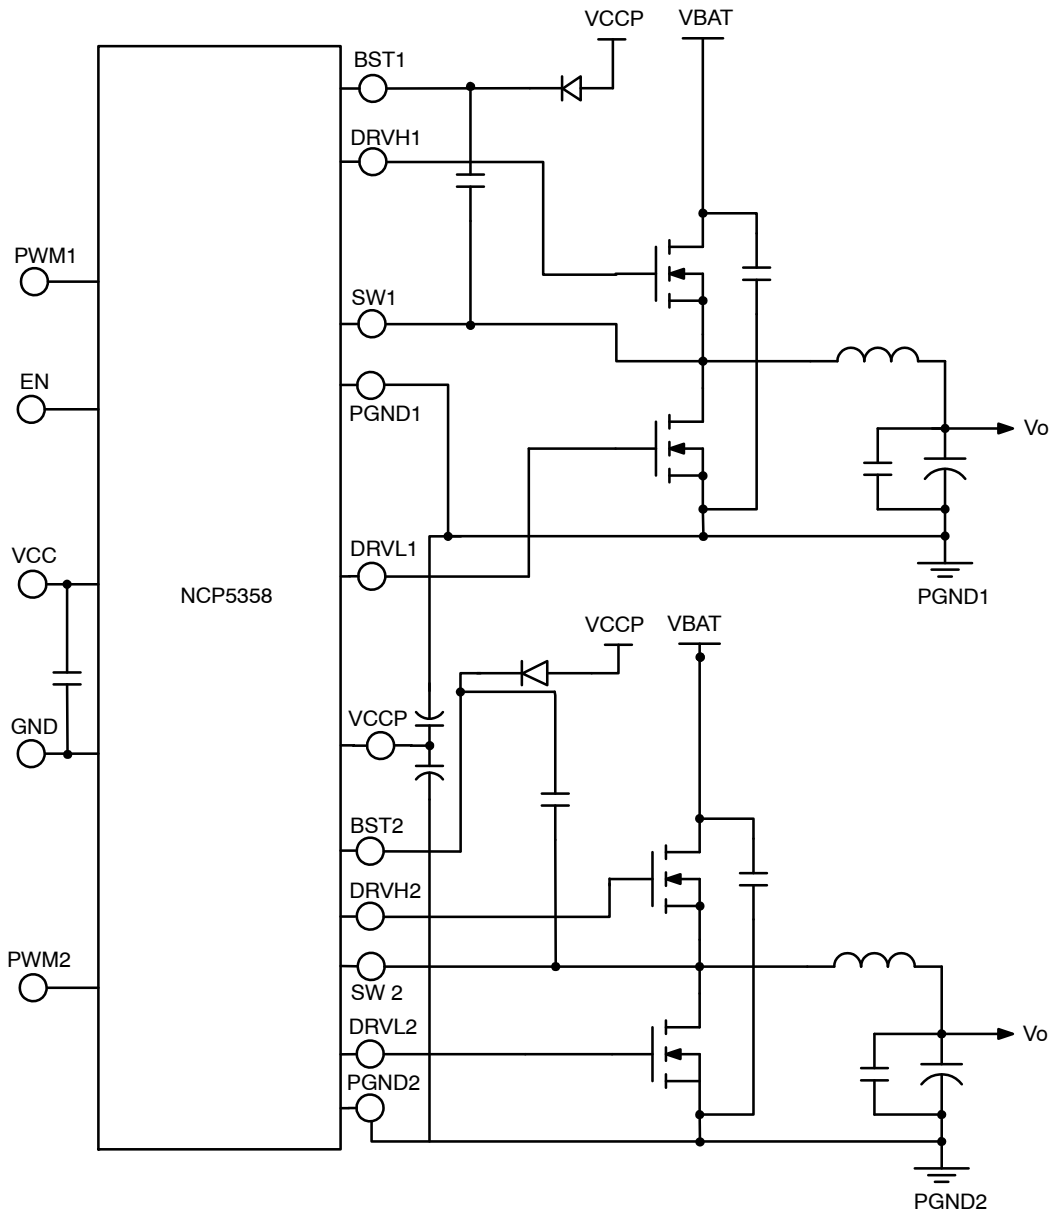 VCCP
VBAT
BST1
DRVH1
PWM1
SW1
EN
PGND1
Vo
VCC
DRVL1
NCP5358
PGND1
VCCP
VBAT
GND
VCCP
BST2
DRVH2
PWM2
SW 2
DRVL2
Vo
PGND2
PGND2